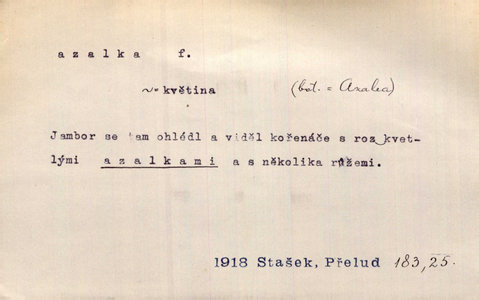 azalka f.
~ květina (bot. = Axalea)
Jambor se tam ohlédl a viděl kořenáče s rozkvet-
lými azalkami a s několika růžemi.
1918 Stašek, Přelud 183,25.